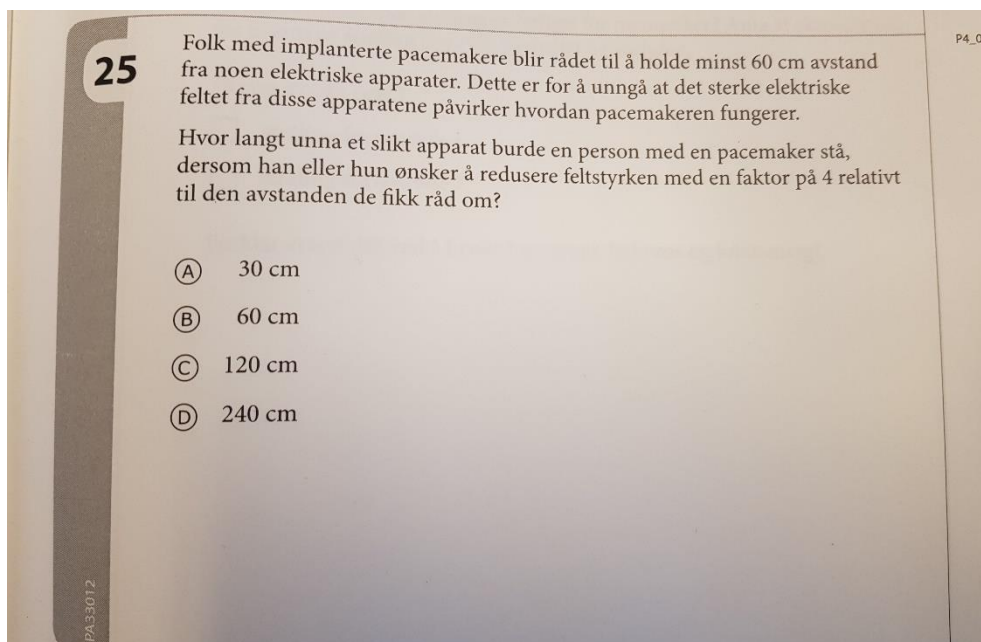 P4_0
25
Folk med implanterte pacemakere blir rådet til å holde minst 60 cm avstand
fra noen elektriske apparater. Dette er for å unngå at det sterke elektriske
feltet fra disse apparatene påvirker hvordan pacemakeren fungerer.
Hvor langt unna et slikt apparat burde en person med en pacemaker stå,
dersom han eller hun ønsker å redusere feltstyrken med en faktor på 4 relativt
til den avstanden de fikk råd om?
A 30 cm
B 60 cm
C 120 cm
D 240 cm
PA33012